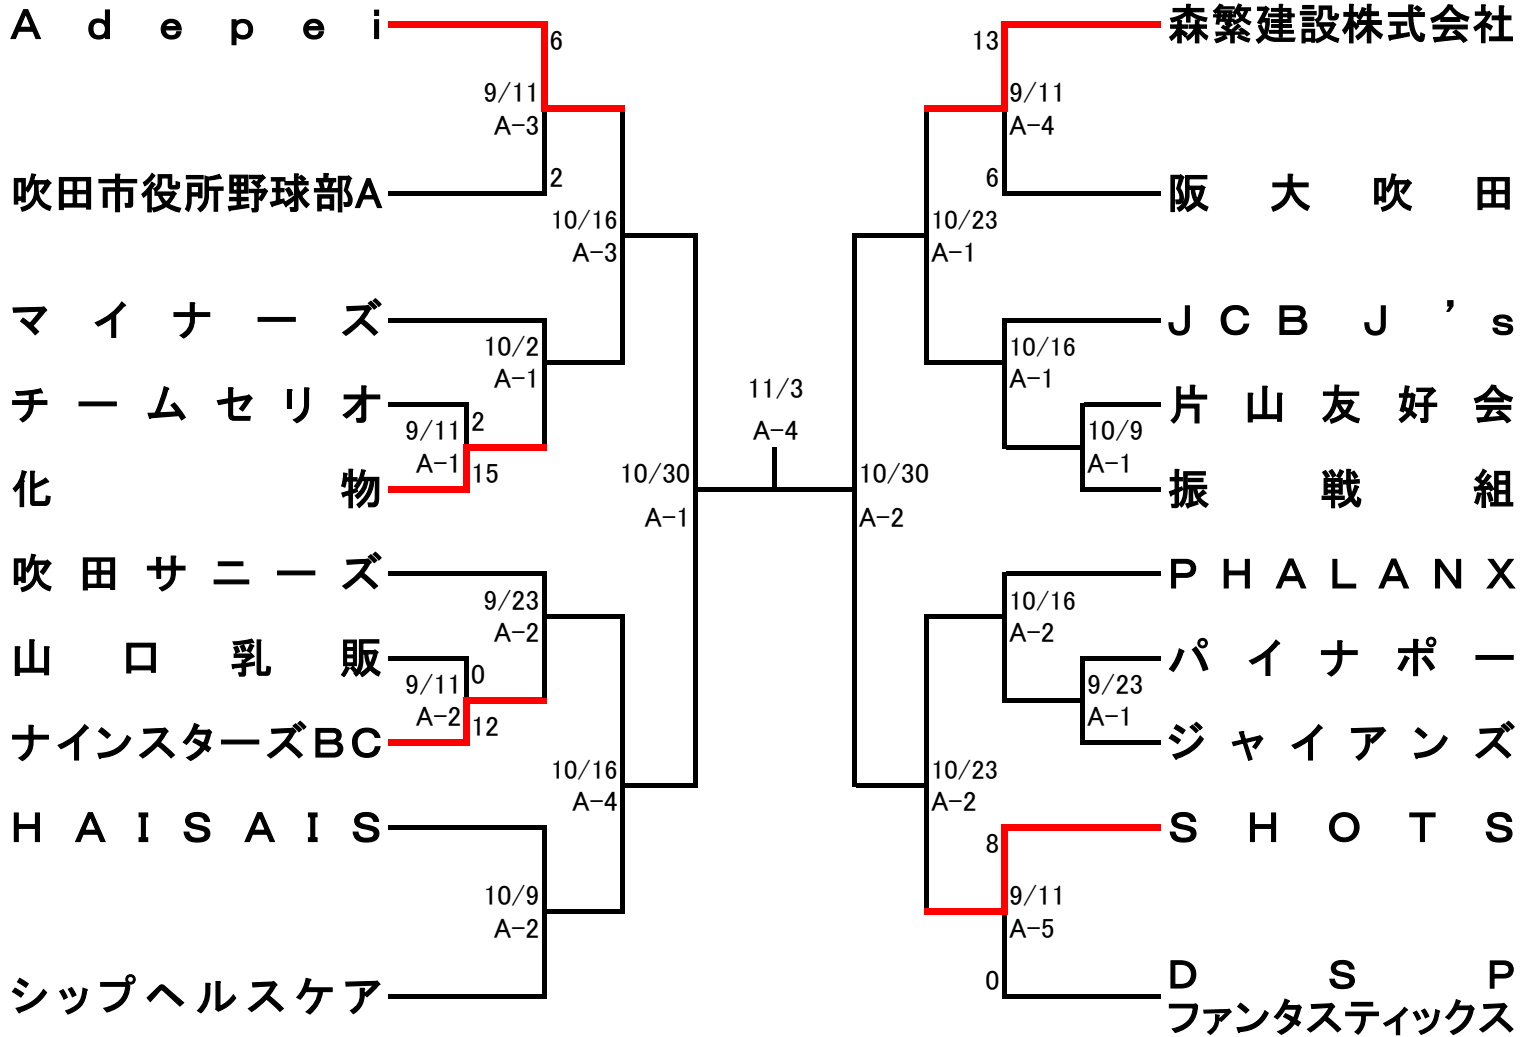 Ａｄｅｐｅｉ
6
9/11
A-3
2
吹田市役所野球部A
10/16
A-3
マイナーズ
10/2
A-1
チームセリオ
2
9/11
A-1
15
化物
10/30
A-1
吹田サニーズ
9/23
A-2
山口乳販
0
9/11
A-2
12
ナインスターズＢＣ
10/16
A-4
ＨＡＩＳＡＩＳ
10/9
A-2
シップヘルスケア
11/3
A-4
森繁建設株式会社
13
9/11
A-4
6
阪大吹田
10/23
A-1
ＪＣＢ Ｊ’ｓ
10/16
A-1
片山友好会
10/9
A-1
振戦組
10/30
A-2
ＰＨＡＬＡＮＸ
10/16
A-2
パイナポー
9/23
A-1
ジャイアンズ
10/23
A-2
ＳＨＯＴＳ
8
9/11
A-5
0
ＤＳＰ
ファンタスティックス